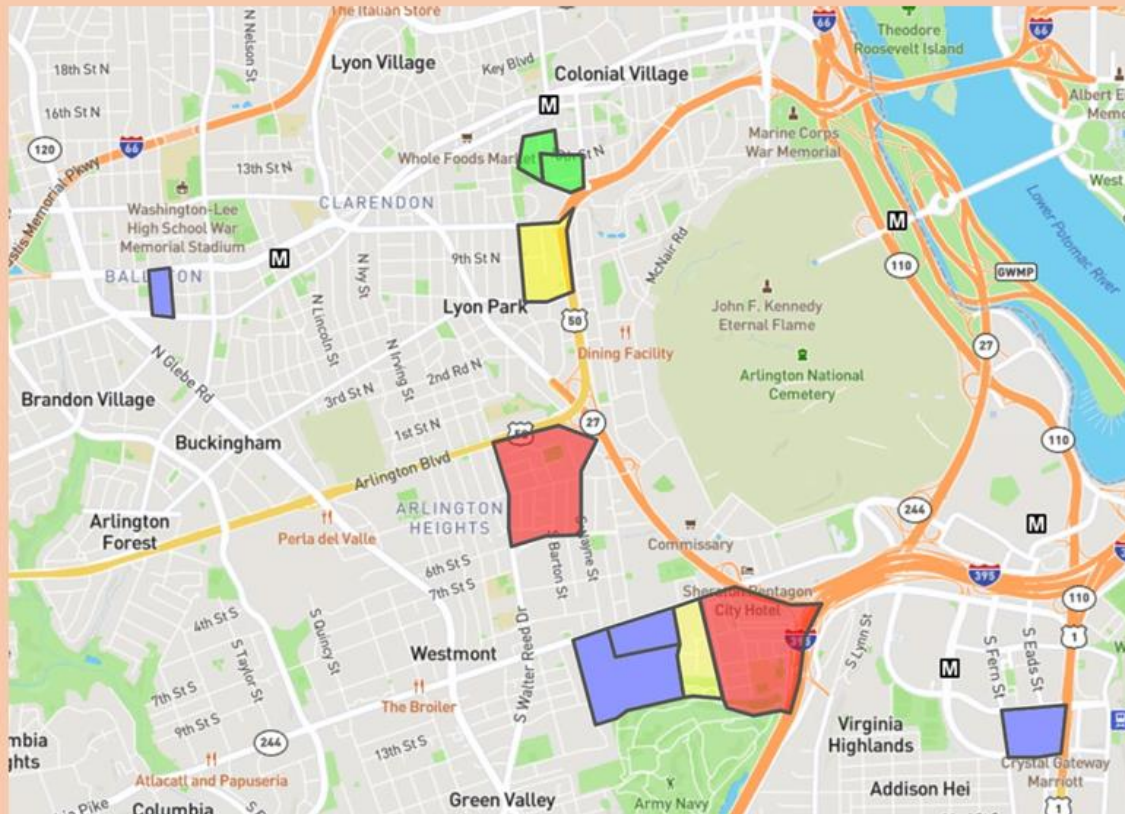 The Italian Store
N Nelson St
Lyon Village
Key Blvd
Colonial Village
18th St N
16th St N
120
66
66
66
Theodore
Roosevelt Island
M
Whole Foods Market
Marine Corps
War Memorial
13th St N
Washington-Lee
High School War
Memorial Stadium
CLARENDON
M
M
110
GWMP
Lower Potomac River
West
McNair Rd
9th St N
N Ivy St
N Lincoln St
Lyon Park
50
Dining Facility
John F. Kennedy
Eternal Flame
Arlington National
Cemetery
27
N Glebe Rd
N Irving St
2nd Rd N
3rd St N
1st St N
Brandon Village
Buckingham
27
110
Arlington Blvd
ARLINGTON
HEIGHTS
Arlington
Forest
Perla del Valle
S Barton St
S Wayne St
Commissary
244
M
395
110
6th St S
7th St S
Sheraton Pentagon
City Hotel
395
4th St S
S Quincy St
S Taylor St
S Walter Reed Dr
Westmont
S Lynn St
S Fern St
S Eads St
1
M
7th St S
9th St S
The Broiler
13th St S
244
Virginia
Highlands
Crystal Gateway
Marriott
Addison Hei
Atlacatl and Papuseria
Columbia
Pike
Green Valley
Army Navy
1